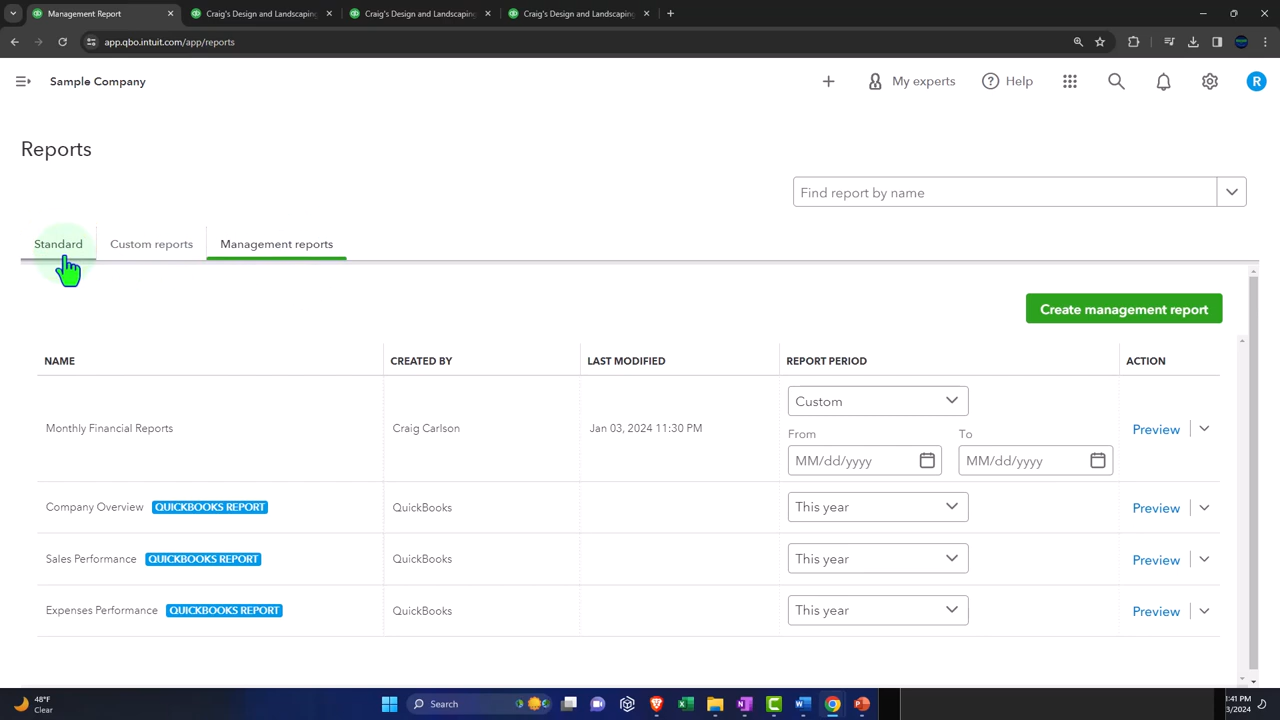 Management Report
Craig's Design and Landscaping
Craig's Design and Landscaping
Craig's Design and Landscaping
app.qbo.intuit.com/app/reports
Sample Company
My experts
Help
R
Reports
Find report by name
Standard
Custom reports
Management reports
Create management report
NAME
CREATED BY
LAST MODIFIED
REPORT PERIOD
ACTION
Monthly Financial Reports
Craig Carlson
Jan 03, 2024 11:30 PM
Custom
From
To
MM/dd/yyyy
MM/dd/yyyy
Preview
Company Overview
QUICKBOOKS REPORT
QuickBooks
This year
Preview
Sales Performance
QUICKBOOKS REPORT
QuickBooks
This year
Preview
Expenses Performance
QUICKBOOKS REPORT
QuickBooks
This year
Preview
48°F
Clear
Search
:41 PM
3/2024